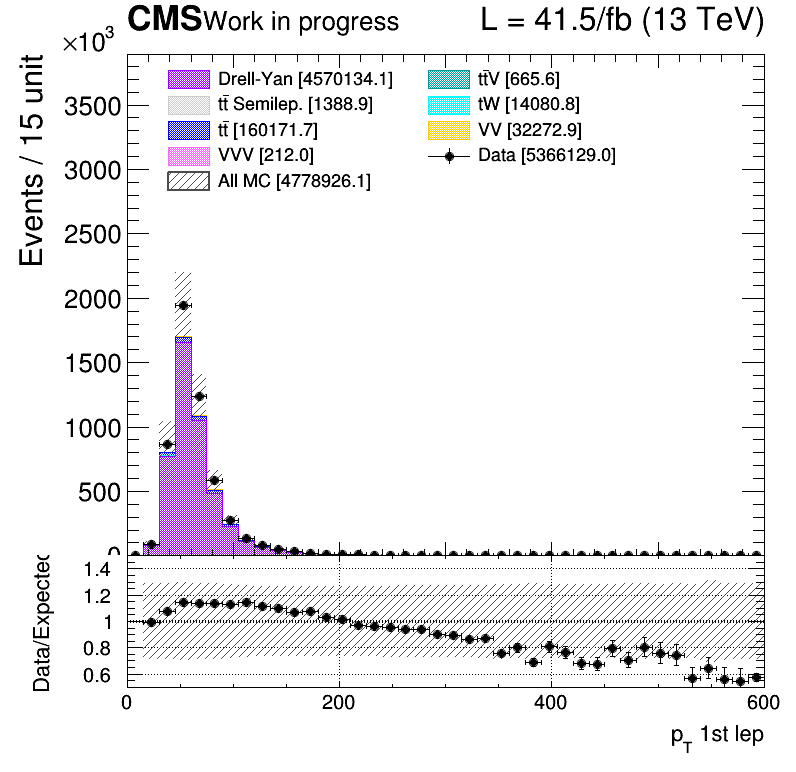 CMS Work in progress L = 41.5/fb (13 TeV)
×10³
Events / 15 unit
Drell-Yan [4570134.1]
tt̄ Semilep. [1388.9]
tt̄ [160171.7]
VVV [212.0]
All MC [4778926.1]
tt̄V [665.6]
tW [14080.8]
VV [32272.9]
Data [5366129.0]
3500
3000
2500
2000
1500
1000
500
0
Data/Expected
1.4
1.2
1
0.8
0.6
0 200 400 600
p_T 1st lep